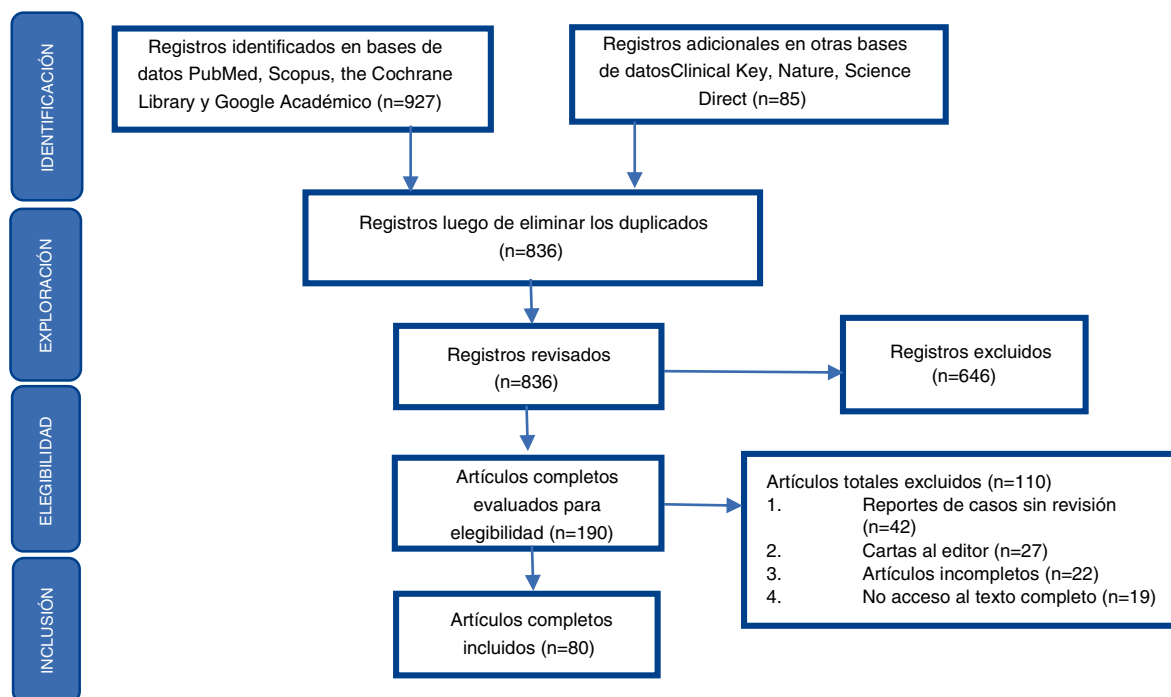 IDENTIFICACIÓN
Registros identificados en bases de
datos PubMed, Scopus, the Cochrane
Library y Google Académico (n=927)
Registros adicionales en otras bases
de datosClinical Key, Nature, Science
Direct (n=85)
EXPLORACIÓN
Registros luego de eliminar los duplicados
(n=836)
Registros revisados
(n=836)
Registros excluidos
(n=646)
ELEGIBILIDAD
Artículos completos
evaluados para
elegibilidad (n=190)
Artículos totales excluidos (n=110)
1. Reportes de casos sin revisión
(n=42)
2. Cartas al editor (n=27)
3. Artículos incompletos (n=22)
4. No acceso al texto completo (n=19)
INCLUSIÓN
Artículos completos
incluidos (n=80)